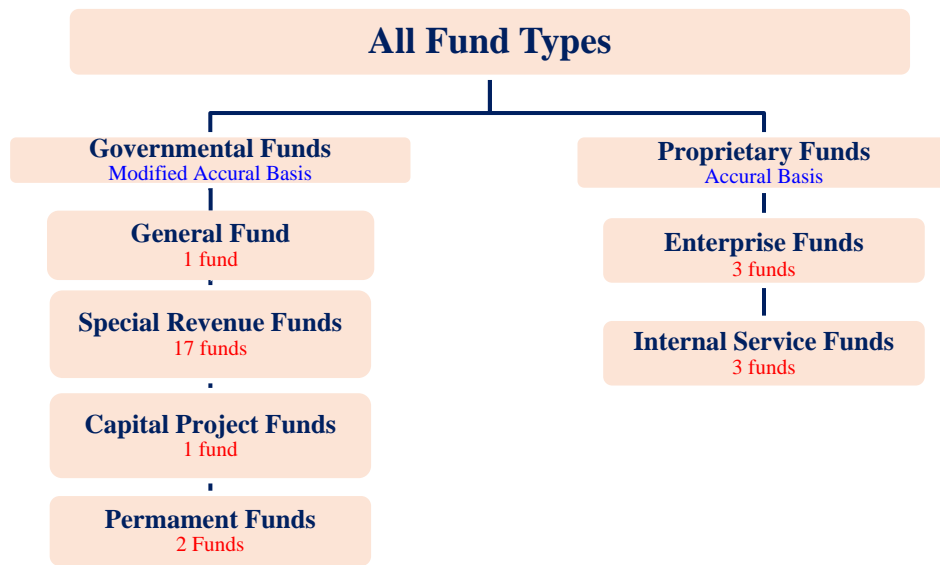 All Fund Types
Governmental Funds
Modified Accural Basis
General Fund
1 fund
Special Revenue Funds
17 funds
Capital Project Funds
1 fund
Permament Funds
2 Funds
Proprietary Funds
Accural Basis
Enterprise Funds
3 funds
Internal Service Funds
3 funds